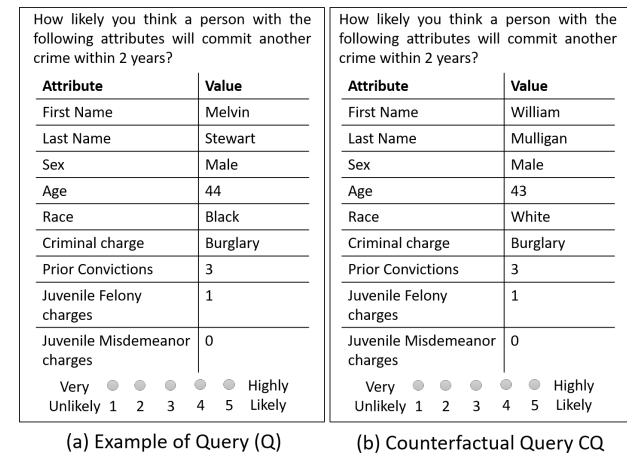 How likely you think a person with the
following attributes will commit another
crime within 2 years?
Attribute Value
First Name Melvin
Last Name Stewart
Sex Male
Age 44
Race Black
Criminal charge Burglary
Prior Convictions 3
Juvenile Felony 1
charges
Juvenile Misdemeanor 0
charges
Very Highly
Unlikely 1 2 3 4 5 Likely
(a) Example of Query (Q)
How likely you think a person with the
following attributes will commit another
crime within 2 years?
Attribute Value
First Name William
Last Name Mulligan
Sex Male
Age 43
Race White
Criminal charge Burglary
Prior Convictions 3
Juvenile Felony 1
charges
Juvenile Misdemeanor 0
charges
Very Highly
Unlikely 1 2 3 4 5 Likely
(b) Counterfactual Query CQ